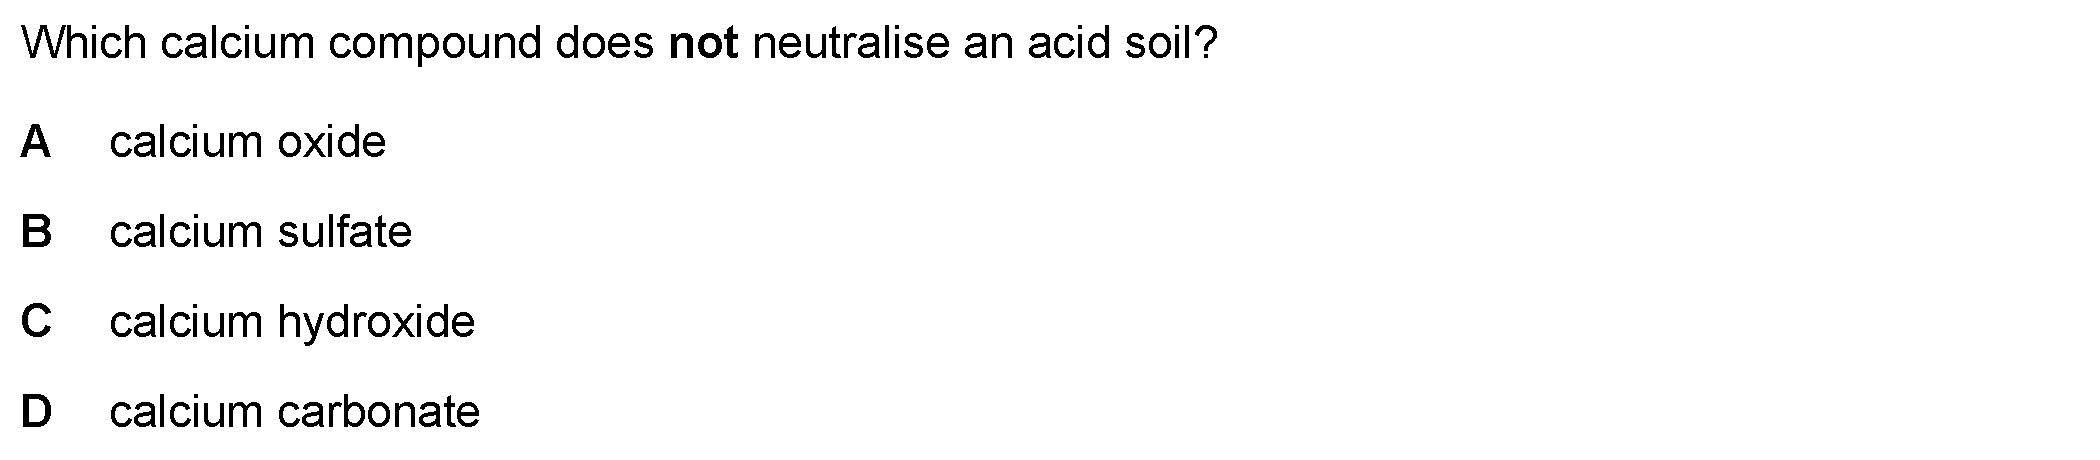 Which calcium compound does not neutralise an acid soil?
A calcium oxide
B calcium sulfate
C calcium hydroxide
D calcium carbonate